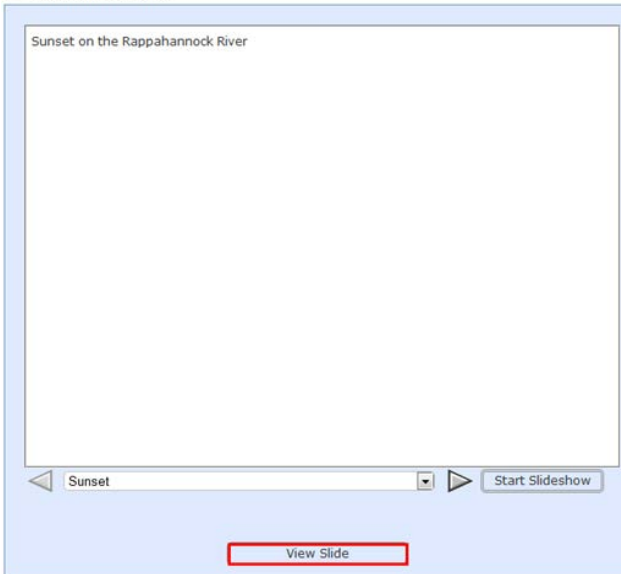 Sunset on the Rappahannock River
Sunset
Start Slideshow
View Slide